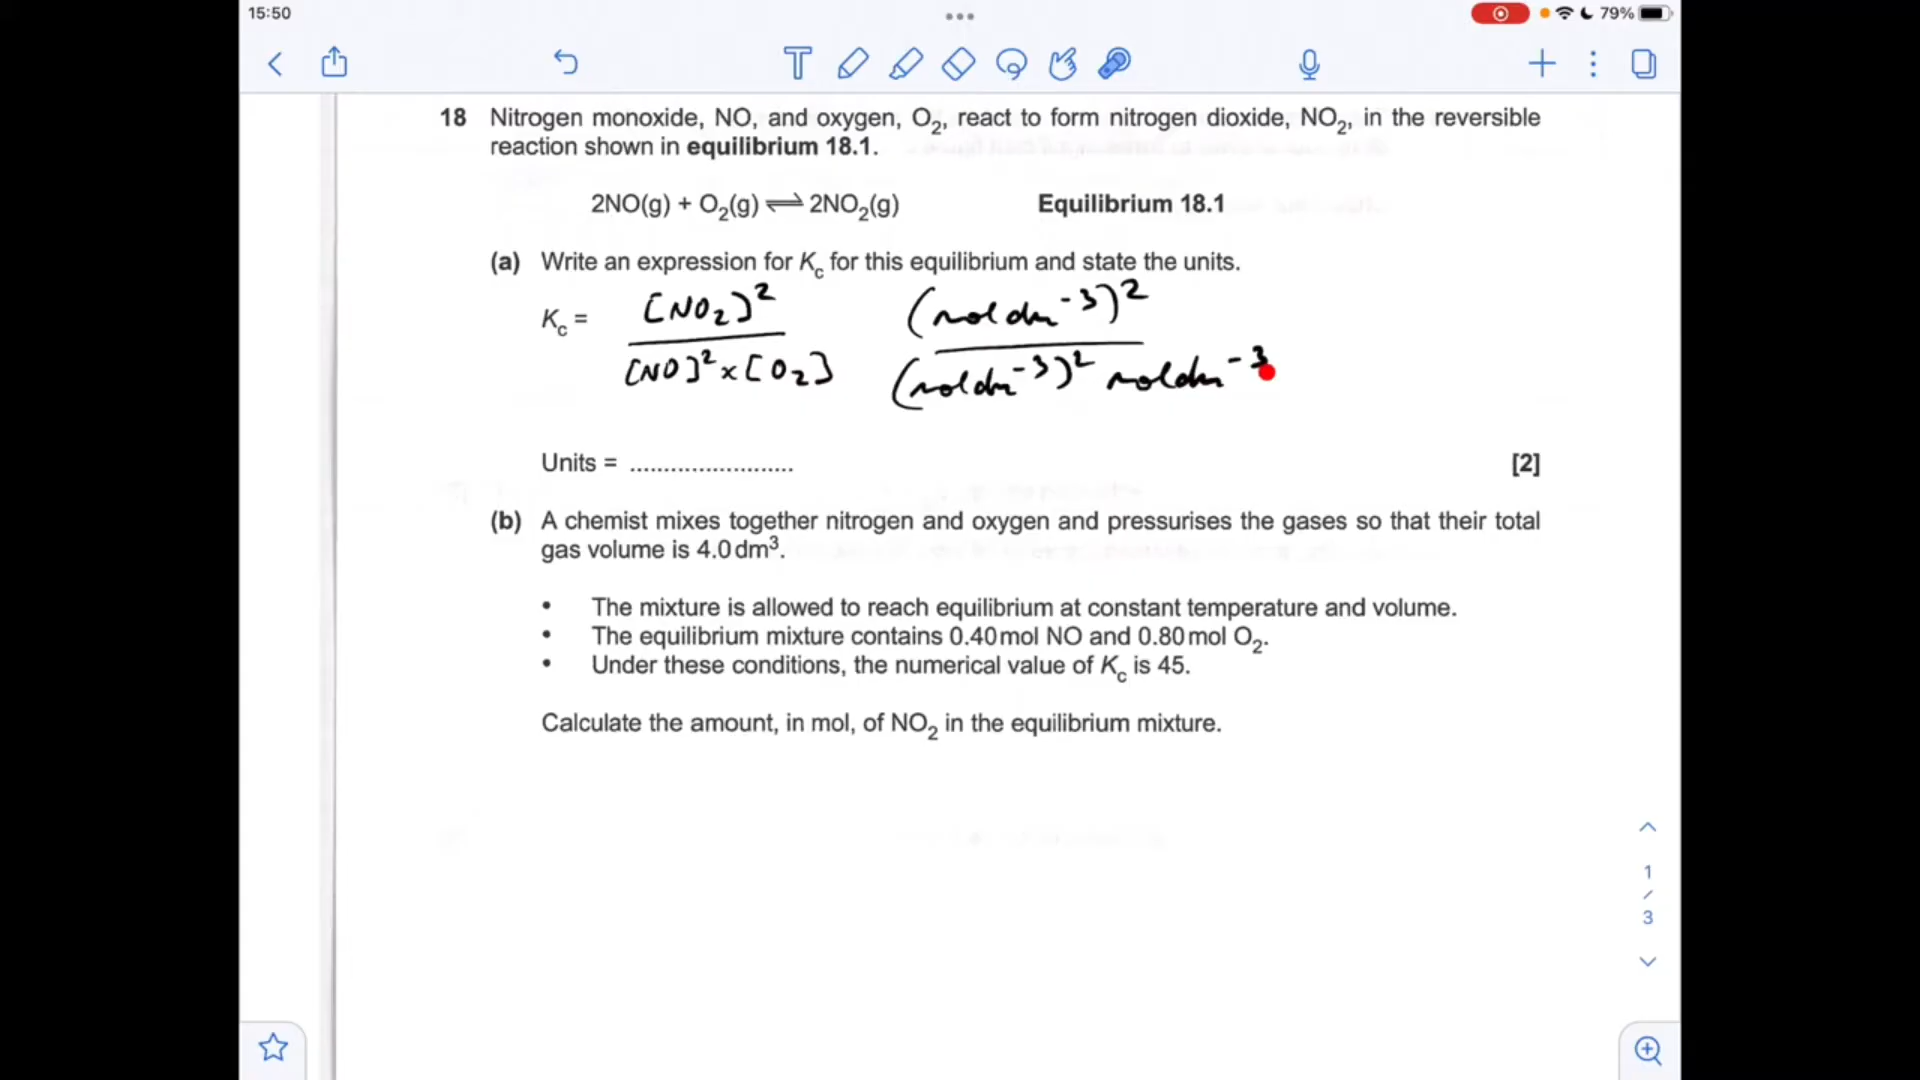 15:50
79%
18 Nitrogen monoxide, NO, and oxygen, O₂, react to form nitrogen dioxide, NO₂, in the reversible
reaction shown in equilibrium 18.1.
2NO(g) + O₂(g) ⇌ 2NO₂(g) Equilibrium 18.1
(a) Write an expression for Kc for this equilibrium and state the units.
Kc = [NO₂]² / [NO]² × [O₂] (mol dm⁻³)² / (mol dm⁻³)² mol dm⁻³
Units = ........................ [2]
(b) A chemist mixes together nitrogen and oxygen and pressurises the gases so that their total
gas volume is 4.0 dm³.
• The mixture is allowed to reach equilibrium at constant temperature and volume.
• The equilibrium mixture contains 0.40 mol NO and 0.80 mol O₂.
• Under these conditions, the numerical value of Kc is 45.
Calculate the amount, in mol, of NO₂ in the equilibrium mixture.
1
/
3